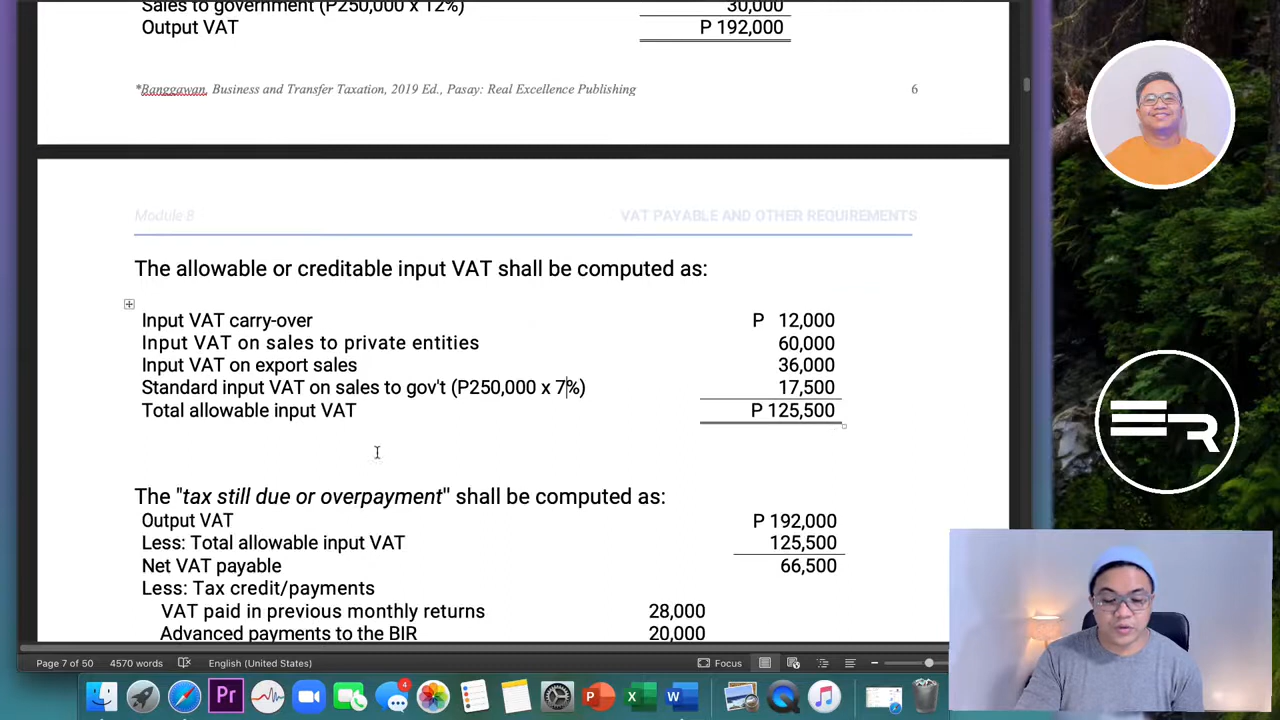 Sales to government (P250,000 x 12%) 30,000
Output VAT P 192,000
*Banggawan, Business and Transfer Taxation, 2019 Ed., Pasay: Real Excellence Publishing 6
Module 8 VAT PAYABLE AND OTHER REQUIREMENTS
The allowable or creditable input VAT shall be computed as:
Input VAT carry-over P 12,000
Input VAT on sales to private entities 60,000
Input VAT on export sales 36,000
Standard input VAT on sales to gov't (P250,000 x 7%) 17,500
Total allowable input VAT P 125,500
The "tax still due or overpayment" shall be computed as:
Output VAT P 192,000
Less: Total allowable input VAT 125,500
Net VAT payable 66,500
Less: Tax credit/payments
VAT paid in previous monthly returns 28,000
Advanced payments to the BIR 20,000
Page 7 of 50 4570 words English (United States) Focus
Pr
4
P
X
W
ER